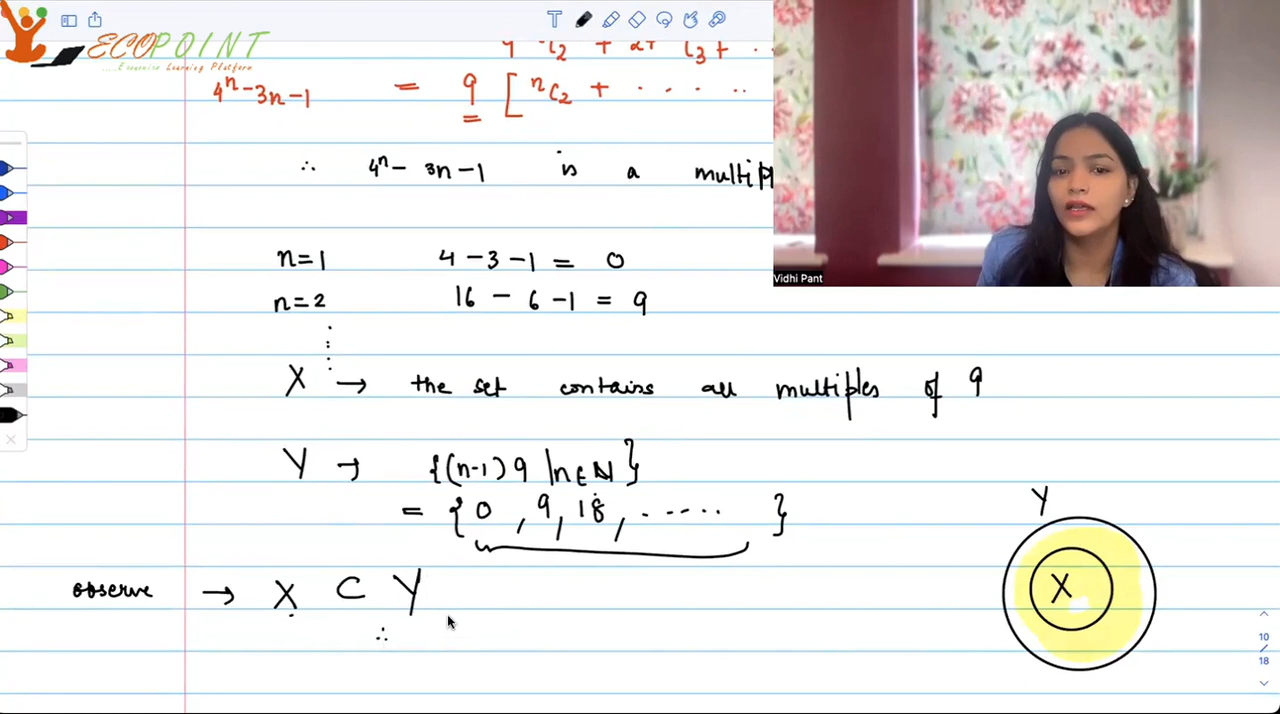 ECOPOINT
....Ecowise Learning Platform
4ⁿ-3n-1 = 9 [ ⁿC₂ + . . . . ..
∴ 4ⁿ- 3n-1 is a
n=1 4 -3 -1 = 0
n=2 16 - 6 -1 = 9
X → the set contains all multiples of 9
Y → {(n-1) 9 | n ∈ N}
= { 0 , 9, 18, . ---.. }
Y
X
observe → X ⊂ Y
∴
Vidhi Pant
10
/
18